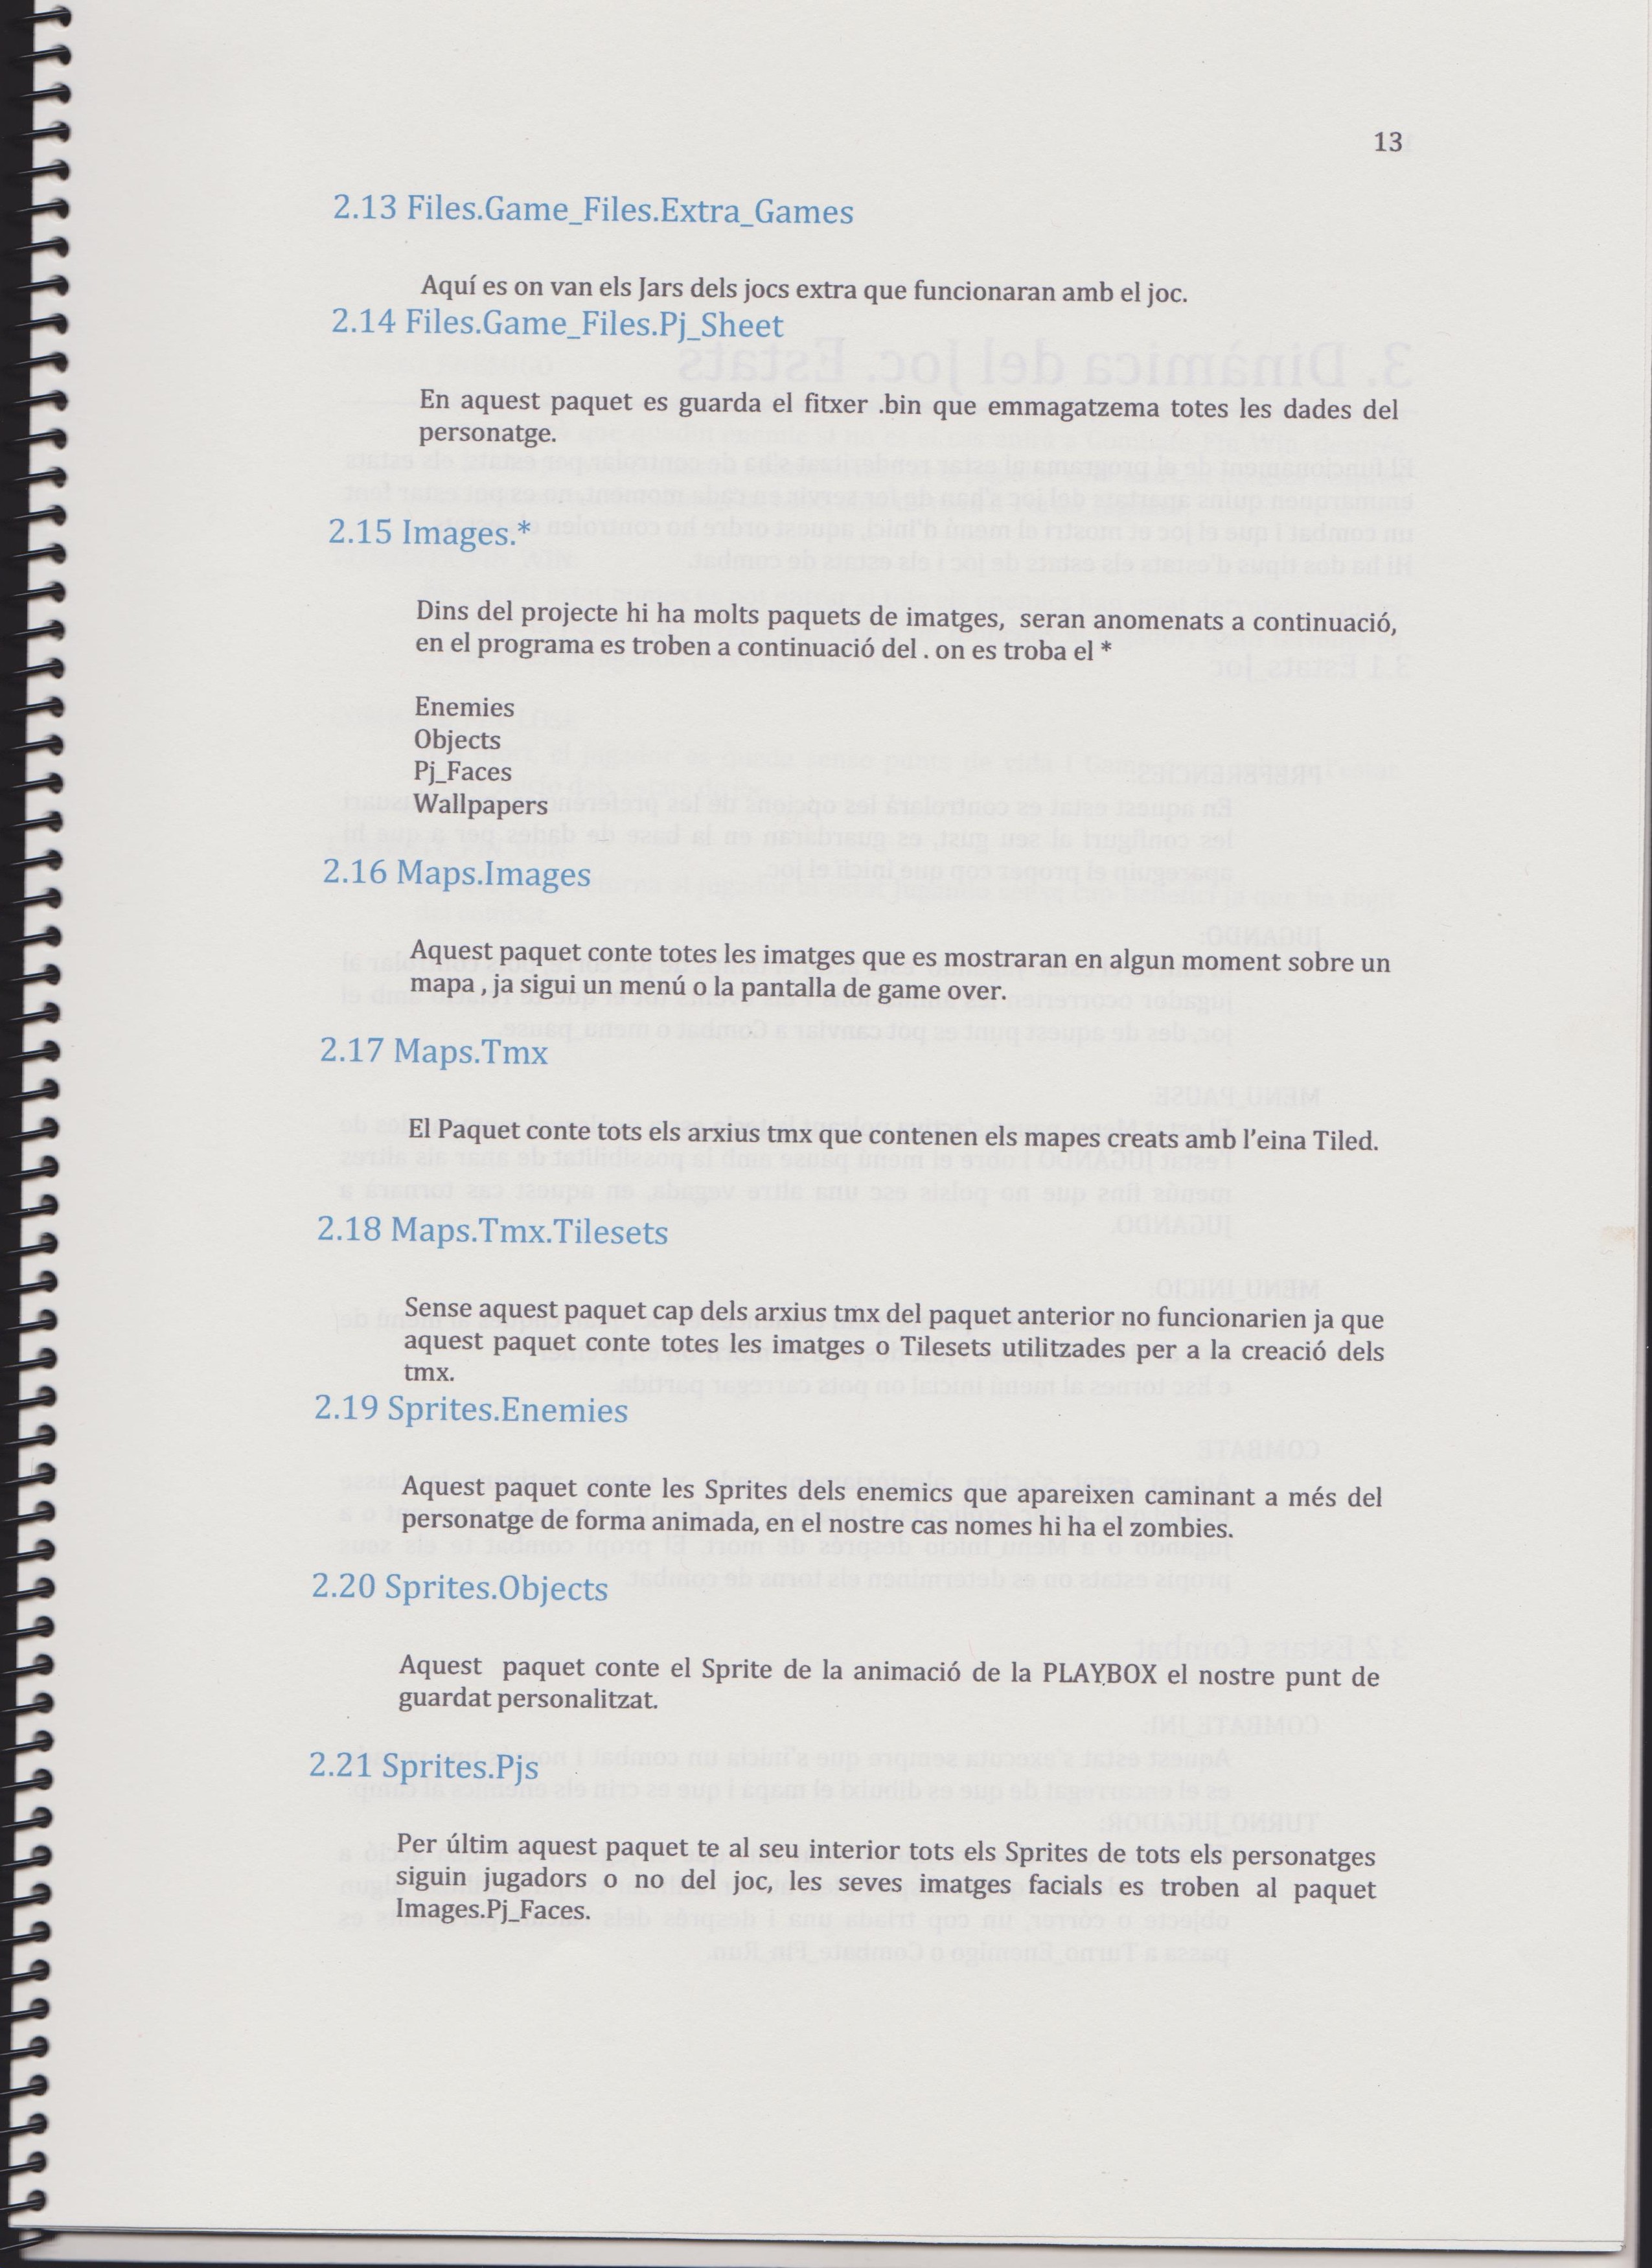 13
2.13 Files.Game_Files.Extra_Games
Aquí es on van els Jars dels jocs extra que funcionaran amb el joc.
2.14 Files.Game_Files.Pj_Sheet
En aquest paquet es guarda el fitxer .bin que emmagatzema totes les dades del
personatge.
2.15 Images.*
Dins del projecte hi ha molts paquets de imatges,  seran anomenats a continuació,
en el programa es troben a continuació del . on es troba el *
Enemies
Objects
Pj_Faces
Wallpapers
2.16 Maps.Images
Aquest paquet conte totes les imatges que es mostraran en algun moment sobre un
mapa , ja sigui un menú o la pantalla de game over.
2.17 Maps.Tmx
El Paquet conte tots els arxius tmx que contenen els mapes creats amb l'eina Tiled.
2.18 Maps.Tmx.Tilesets
Sense aquest paquet cap dels arxius tmx del paquet anterior no funcionarien ja que
aquest paquet conte totes les imatges o Tilesets utilitzades per a la creació dels
tmx.
2.19 Sprites.Enemies
Aquest paquet conte les Sprites dels enemics que apareixen caminant a més del
personatge de forma animada, en el nostre cas nomes hi ha el zombies.
2.20 Sprites.Objects
Aquest  paquet conte el Sprite de la animació de la PLAYBOX el nostre punt de
guardat personalitzat.
2.21 Sprites.Pjs
Per últim aquest paquet te al seu interior tots els Sprites de tots els personatges
siguin jugadors o no del joc, les seves imatges facials es troben al paquet
Images.Pj_Faces.